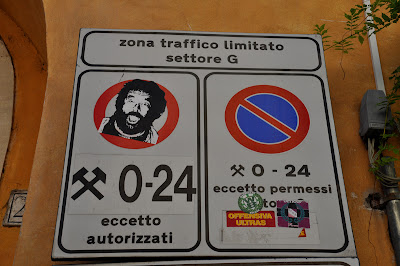 zona traffico limitato
settore G
0-24
eccetto
autorizzati
0 - 24
eccetto permessi
OFFENSIVA
ULTRAS